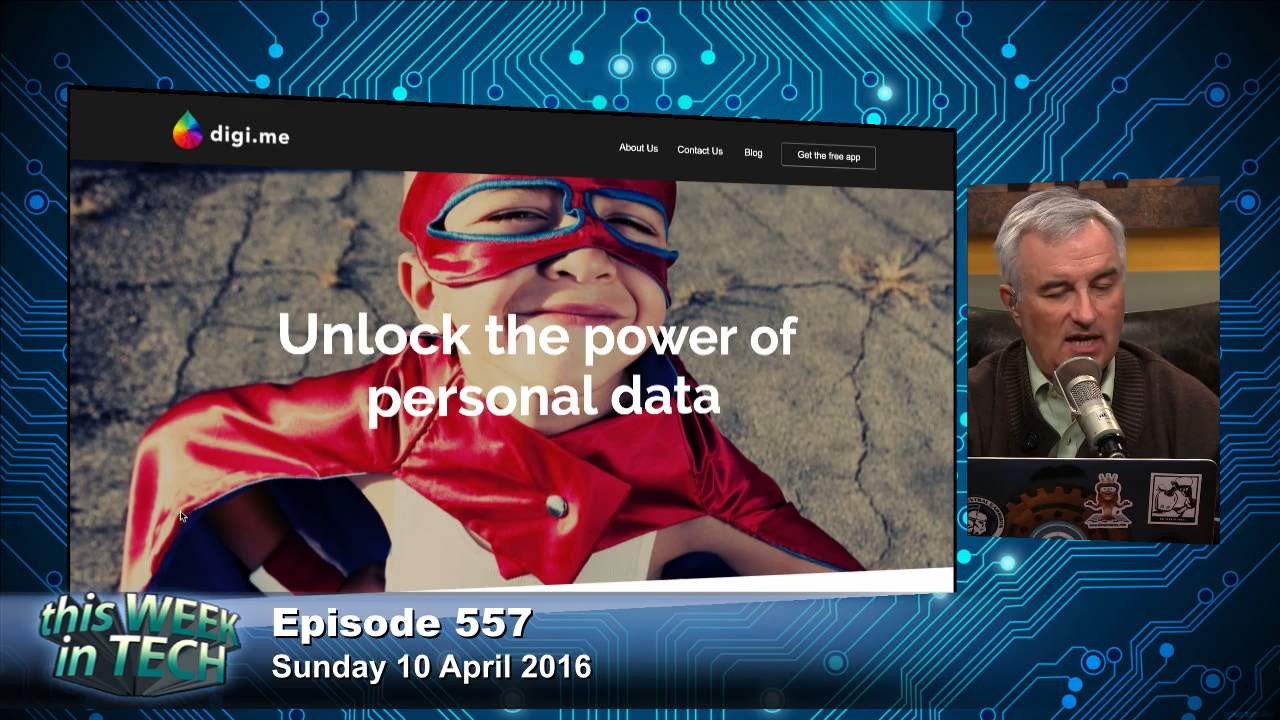 digi.me
About Us
Contact Us
Blog
Get the free app
Unlock the power of
personal data
this WEEK
in TECH
Episode 557
Sunday 10 April 2016